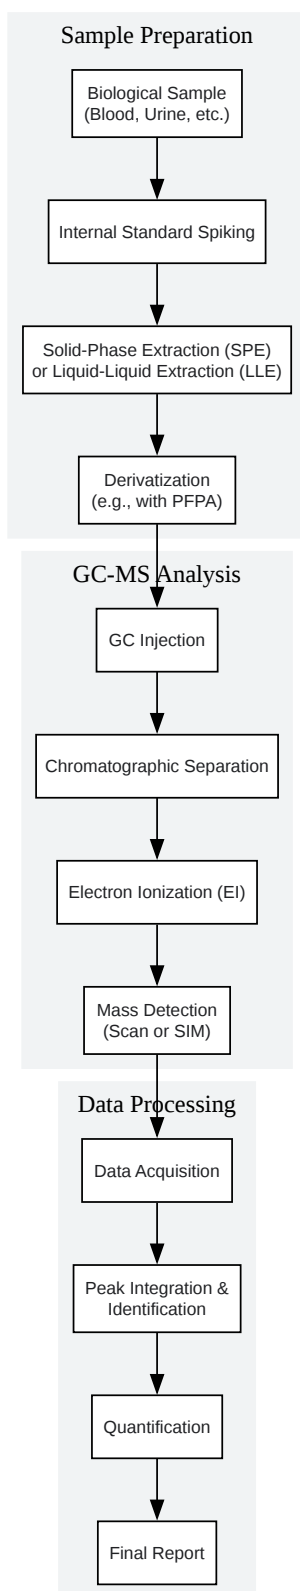 Sample Preparation
Biological Sample
(Blood, Urine, etc.)
Internal Standard Spiking
Solid-Phase Extraction (SPE)
or Liquid-Liquid Extraction (LLE)
Derivatization
(e.g., with PFPA)
GC-MS Analysis
GC Injection
Chromatographic Separation
Electron Ionization (EI)
Mass Detection
(Scan or SIM)
Data Processing
Data Acquisition
Peak Integration &
Identification
Quantification
Final Report